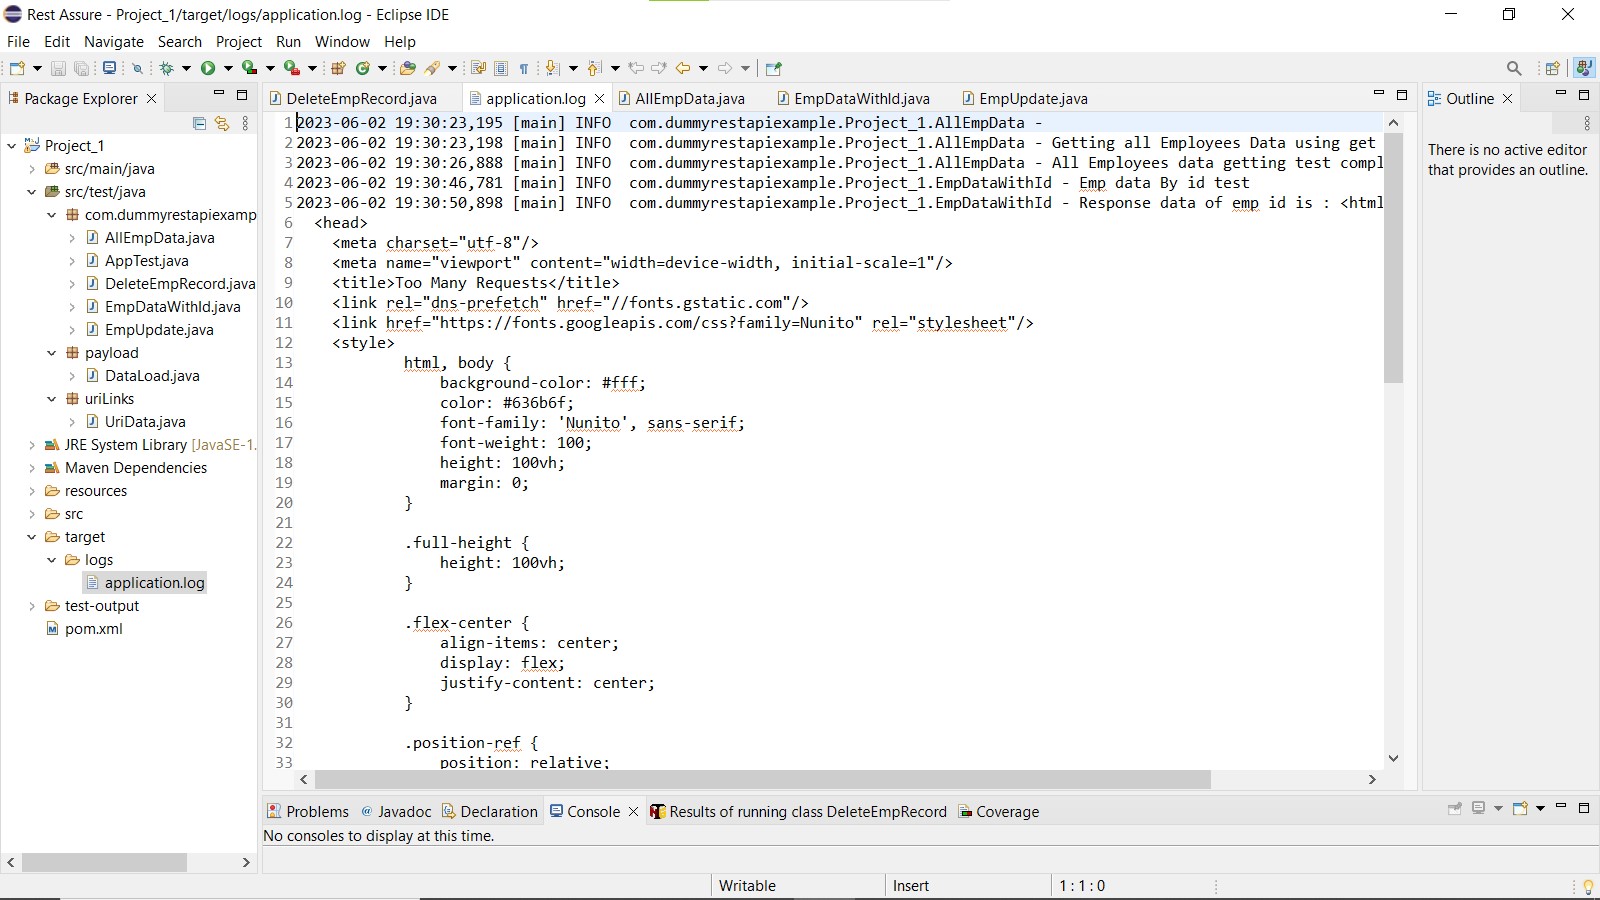 Rest Assure - Project_1/target/logs/application.log - Eclipse IDE
File Edit Navigate Search Project Run Window Help
Package Explorer
Project_1
src/main/java
src/test/java
com.dummyrestapiexamp
AllEmpData.java
AppTest.java
DeleteEmpRecord.java
EmpDataWithId.java
EmpUpdate.java
payload
DataLoad.java
uriLinks
UriData.java
JRE System Library [JavaSE-1.
Maven Dependencies
resources
src
target
logs
application.log
test-output
pom.xml
DeleteEmpRecord.java application.log AllEmpData.java EmpDataWithId.java EmpUpdate.java
1 2023-06-02 19:30:23,195 [main] INFO  com.dummyrestapiexample.Project_1.AllEmpData -
2 2023-06-02 19:30:23,198 [main] INFO  com.dummyrestapiexample.Project_1.AllEmpData - Getting all Employees Data using get
3 2023-06-02 19:30:26,888 [main] INFO  com.dummyrestapiexample.Project_1.AllEmpData - All Employees data getting test compl
4 2023-06-02 19:30:46,781 [main] INFO  com.dummyrestapiexample.Project_1.EmpDataWithId - Emp data By id test
5 2023-06-02 19:30:50,898 [main] INFO  com.dummyrestapiexample.Project_1.EmpDataWithId - Response data of emp id is : <html
6 <head>
7 <meta charset="utf-8"/>
8 <meta name="viewport" content="width=device-width, initial-scale=1"/>
9 <title>Too Many Requests</title>
10 <link rel="dns-prefetch" href="//fonts.gstatic.com"/>
11 <link href="https://fonts.googleapis.com/css?family=Nunito" rel="stylesheet"/>
12 <style>
13 html, body {
14 background-color: #fff;
15 color: #636b6f;
16 font-family: 'Nunito', sans-serif;
17 font-weight: 100;
18 height: 100vh;
19 margin: 0;
20 }
21
22 .full-height {
23 height: 100vh;
24 }
25
26 .flex-center {
27 align-items: center;
28 display: flex;
29 justify-content: center;
30 }
31
32 .position-ref {
33 position: relative;
Outline
There is no active editor
that provides an outline.
Problems @ Javadoc Declaration Console Results of running class DeleteEmpRecord Coverage
No consoles to display at this time.
Writable Insert 1 : 1 : 0